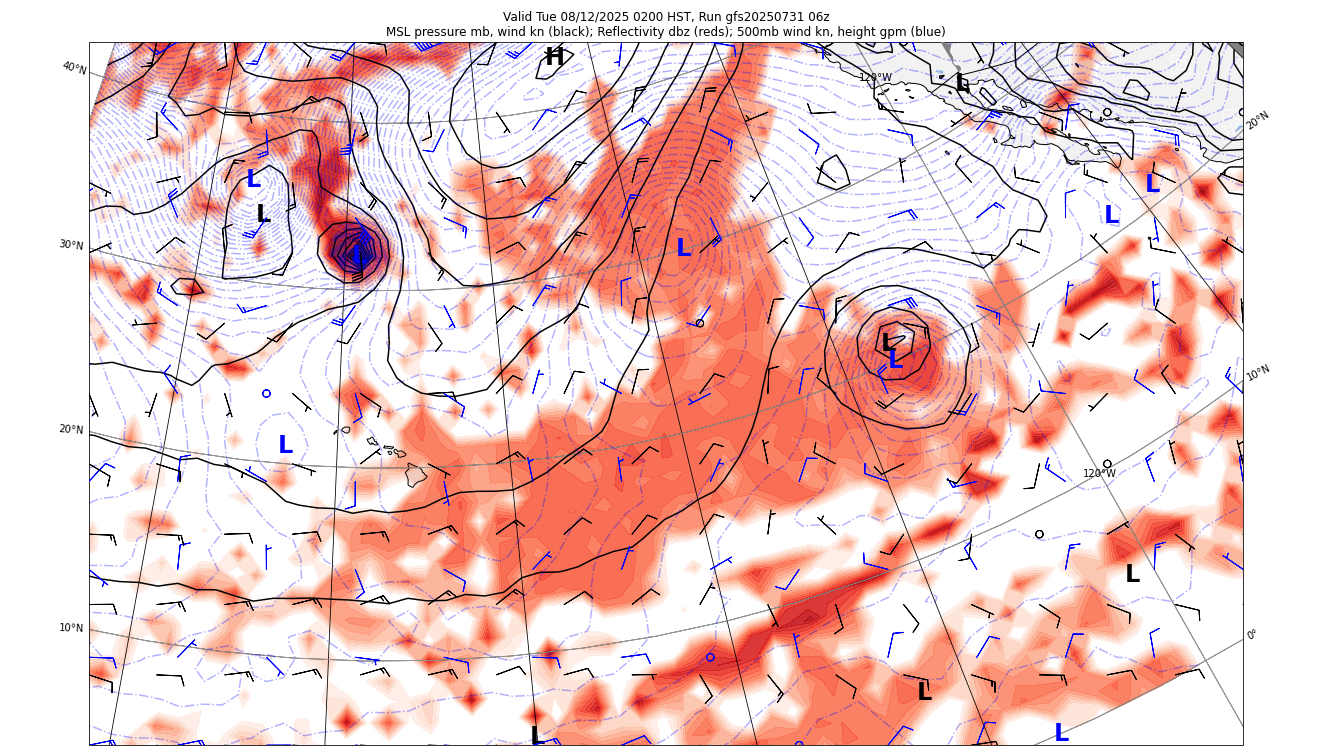 Valid Tue 08/12/2025 0200 HST, Run gfs20250731 06z
MSL pressure mb, wind kn (black); Reflectivity dbz (reds); 500mb wind kn, height gpm (blue)
H
40°N
120°W
L
20°N
L
L
L
L
L
30°N
L
L
L
10°N
20°N
L
120°W
L
0°
10°N
L
L
L